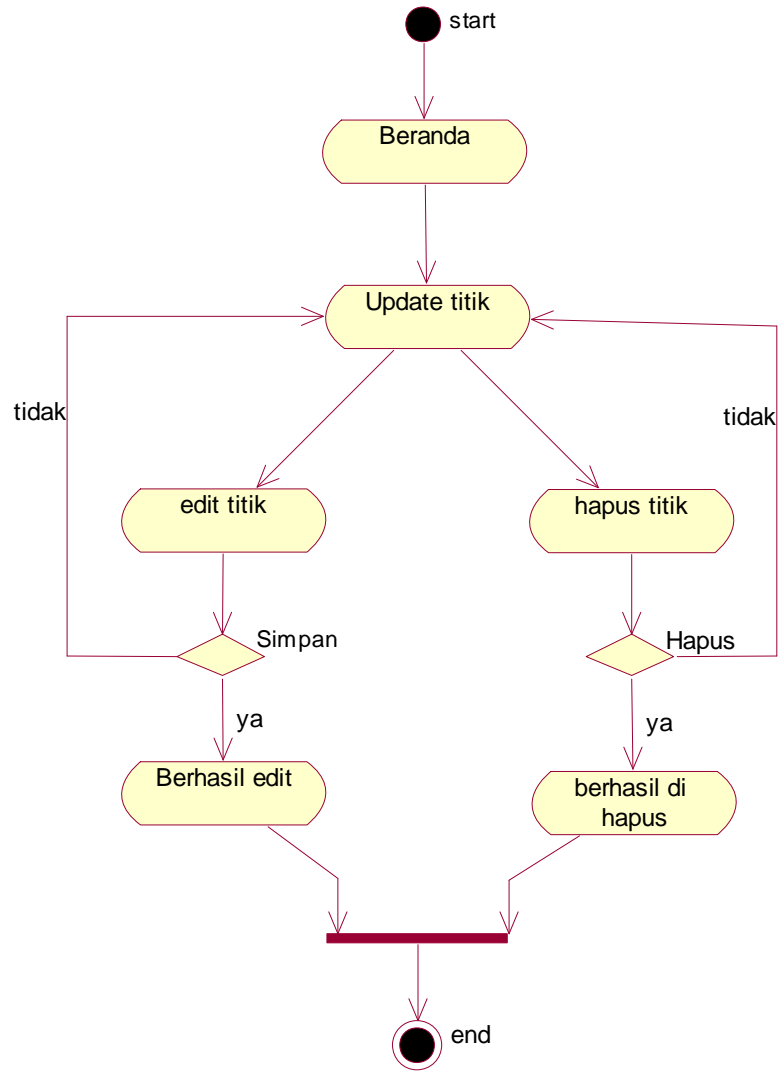 start
Beranda
Update titik
tidak
tidak
edit titik
hapus titik
Simpan
Hapus
ya
ya
Berhasil edit
berhasil di
hapus
end